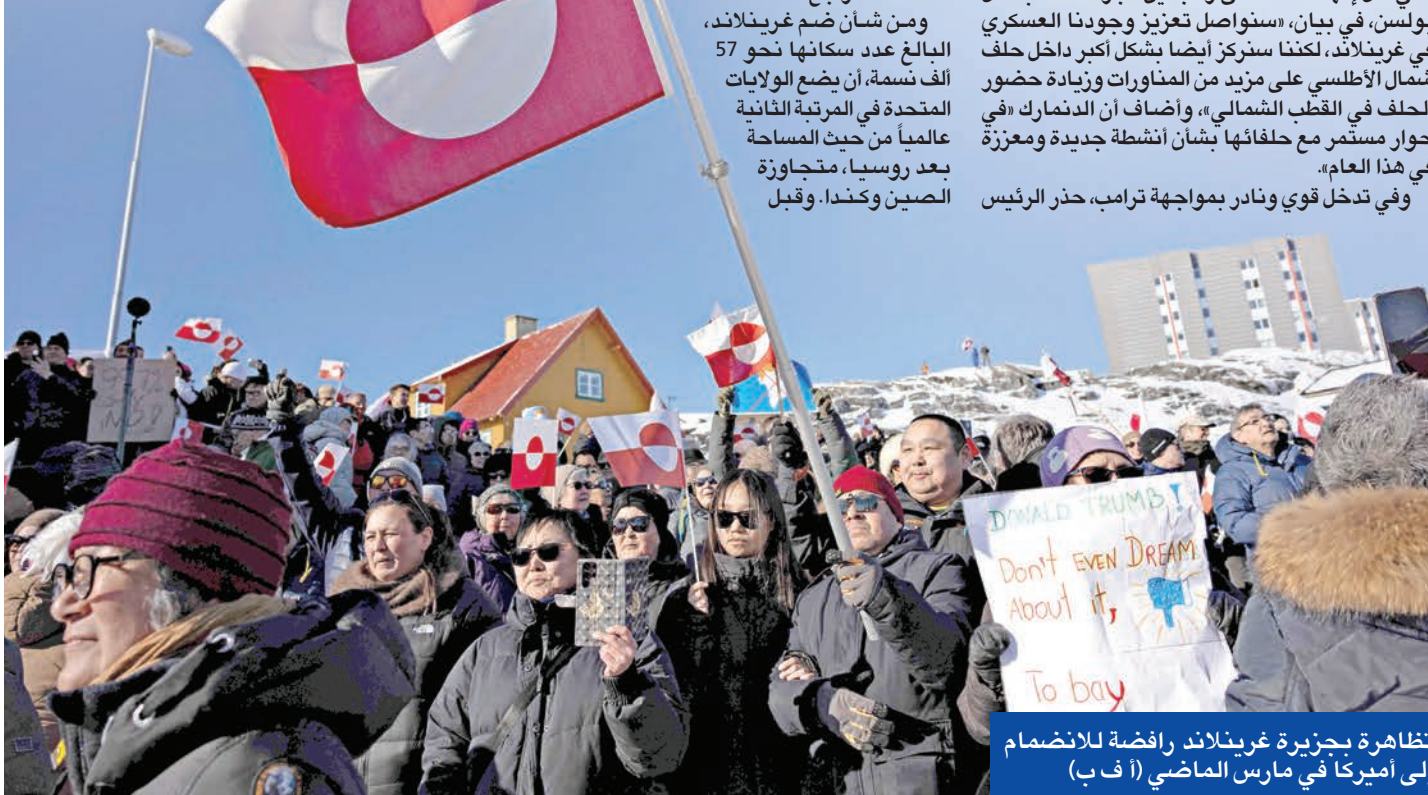 بولسن، في بيان، «سنواصل تعزيز وجودنا العسكري
في غرينلاند، لكننا سنركز أيضا بشكل أكبر داخل حلف
شمال الأطلسي على مزيد من المناورات وزيادة حضور
لحلف في القطب الشمالي»، وأضاف أن الدنمارك «في
حوار مستمر مع حلفائها بشأن أنشطة جديدة ومعززة
في هذا العام».
وفي تدخل قوي ونادر بمواجهة ترامب، حذر الرئيس
ومن شأن ضم غرينلاند،
البالغ عدد سكانها نحو 57
ألف نسمة، أن يضع الولايات
المتحدة في المرتبة الثانية
عالمياً من حيث المساحة
بعد روسيا، متجاوزة
الصين وكندا. وقبل
DONALD TRUMB!
Don't EVEN DREAM
About it,
To bay
تظاهرة بجزيرة غرينلاند رافضة للانضمام
لى أميركا في مارس الماضي (أ ف ب)